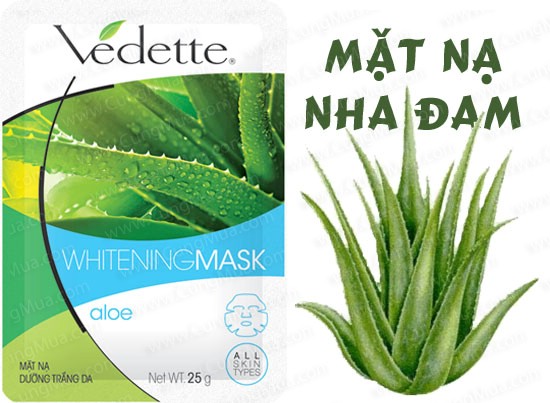 Vedette®
WHITENINGMASK
aloe
ALL
SKIN
TYPES
MẶT NẠ
DƯỠNG TRẮNG DA
Net WT. 25 g
MẶT NẠ
NHA ĐAM